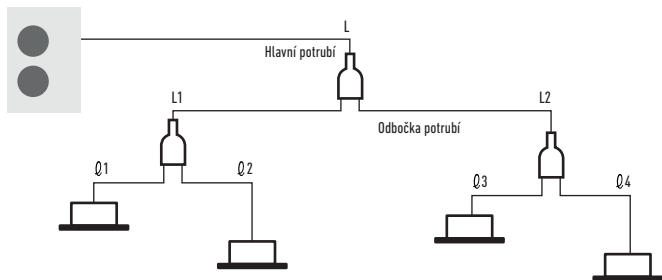 L
Hlavní potrubí
L1
L2
Odbočka potrubí
ℓ1
ℓ2
ℓ3
ℓ4